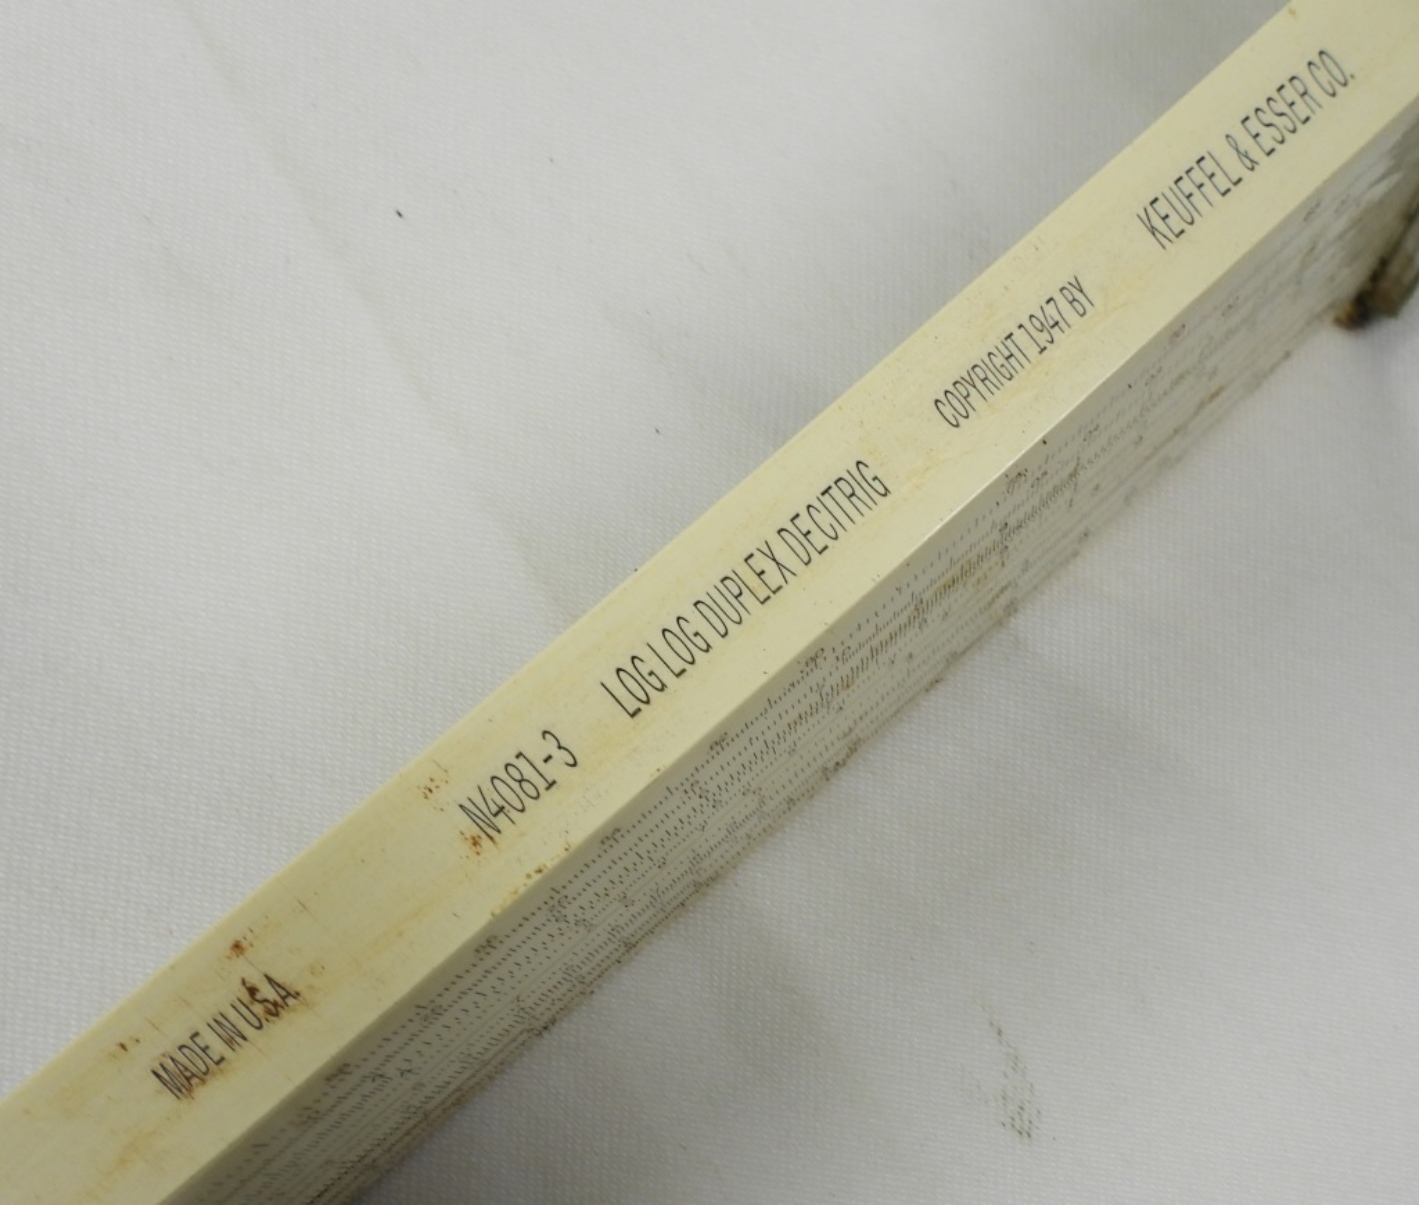 MADE IN U.S.A. N4081-3 LOG LOG DUPLEX DECITRIG COPYRIGHT 1947 BY KEUFFEL & ESSER CO.